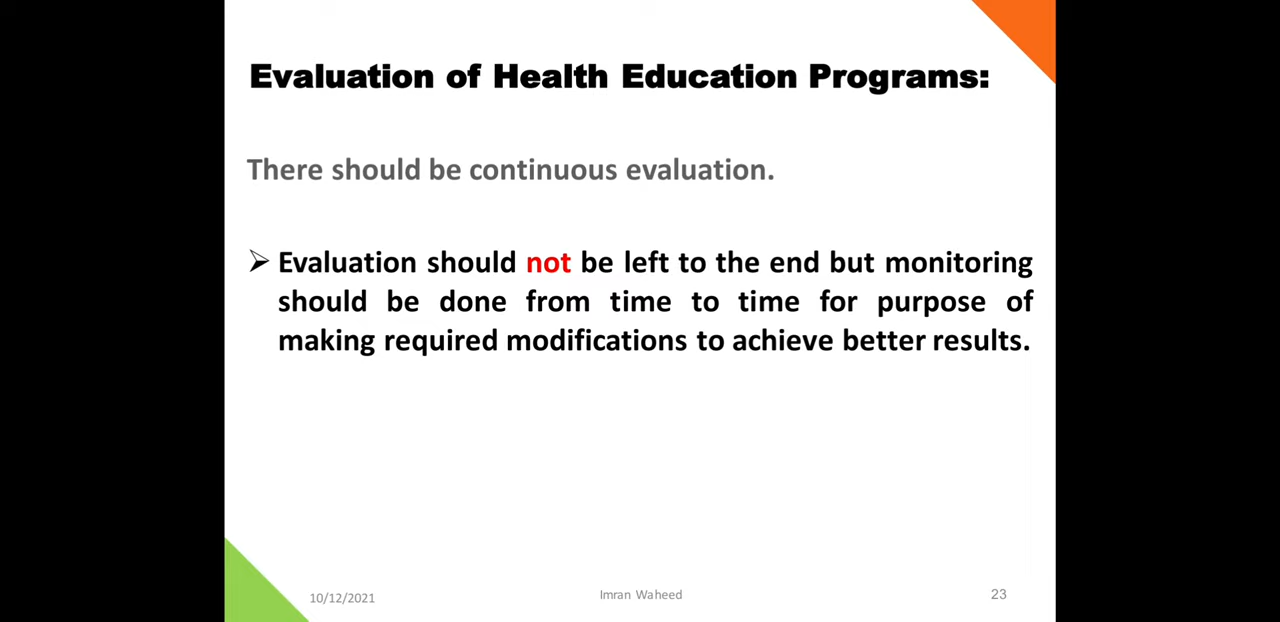 Evaluation of Health Education Programs:
There should be continuous evaluation.
➢ Evaluation should not be left to the end but monitoring
should be done from time to time for purpose of
making required modifications to achieve better results.
10/12/2021
Imran Waheed
23